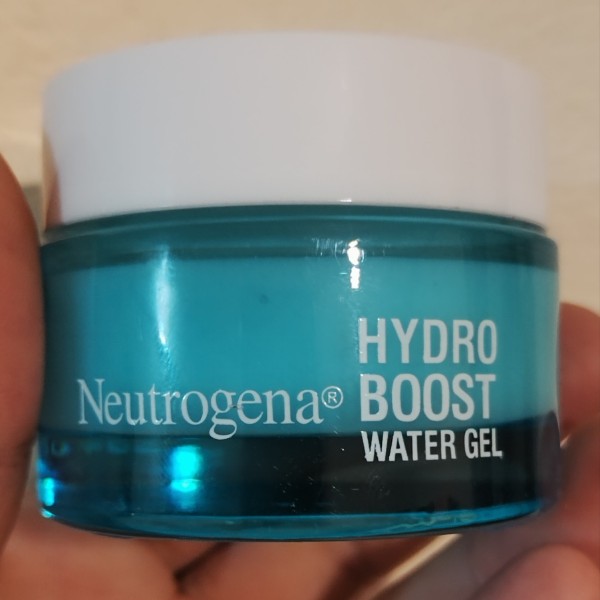 Neutrogena®
HYDRO
BOOST
WATER GEL